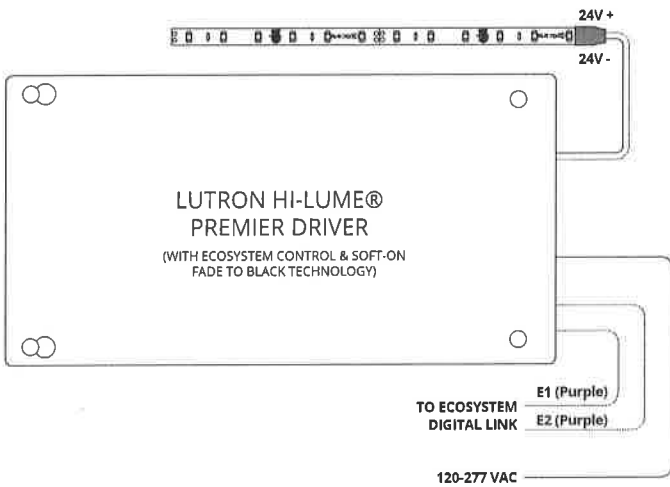 24V +
24V -
LUTRON HI-LUME®
PREMIER DRIVER
(WITH ECOSYSTEM CONTROL & SOFT-ON
FADE TO BLACK TECHNOLOGY)
E1 (Purple)
TO ECOSYSTEM
DIGITAL LINK
E2 (Purple)
120-277 VAC